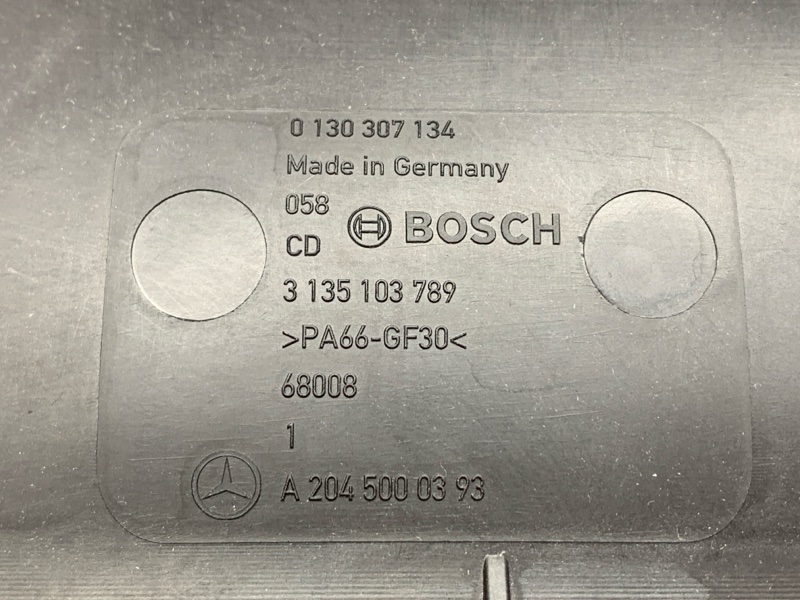 0 130 307 134
Made in Germany
058
CD
BOSCH
3 135 103 789
>PA66-GF30<
68008
1
A 204 500 03 93